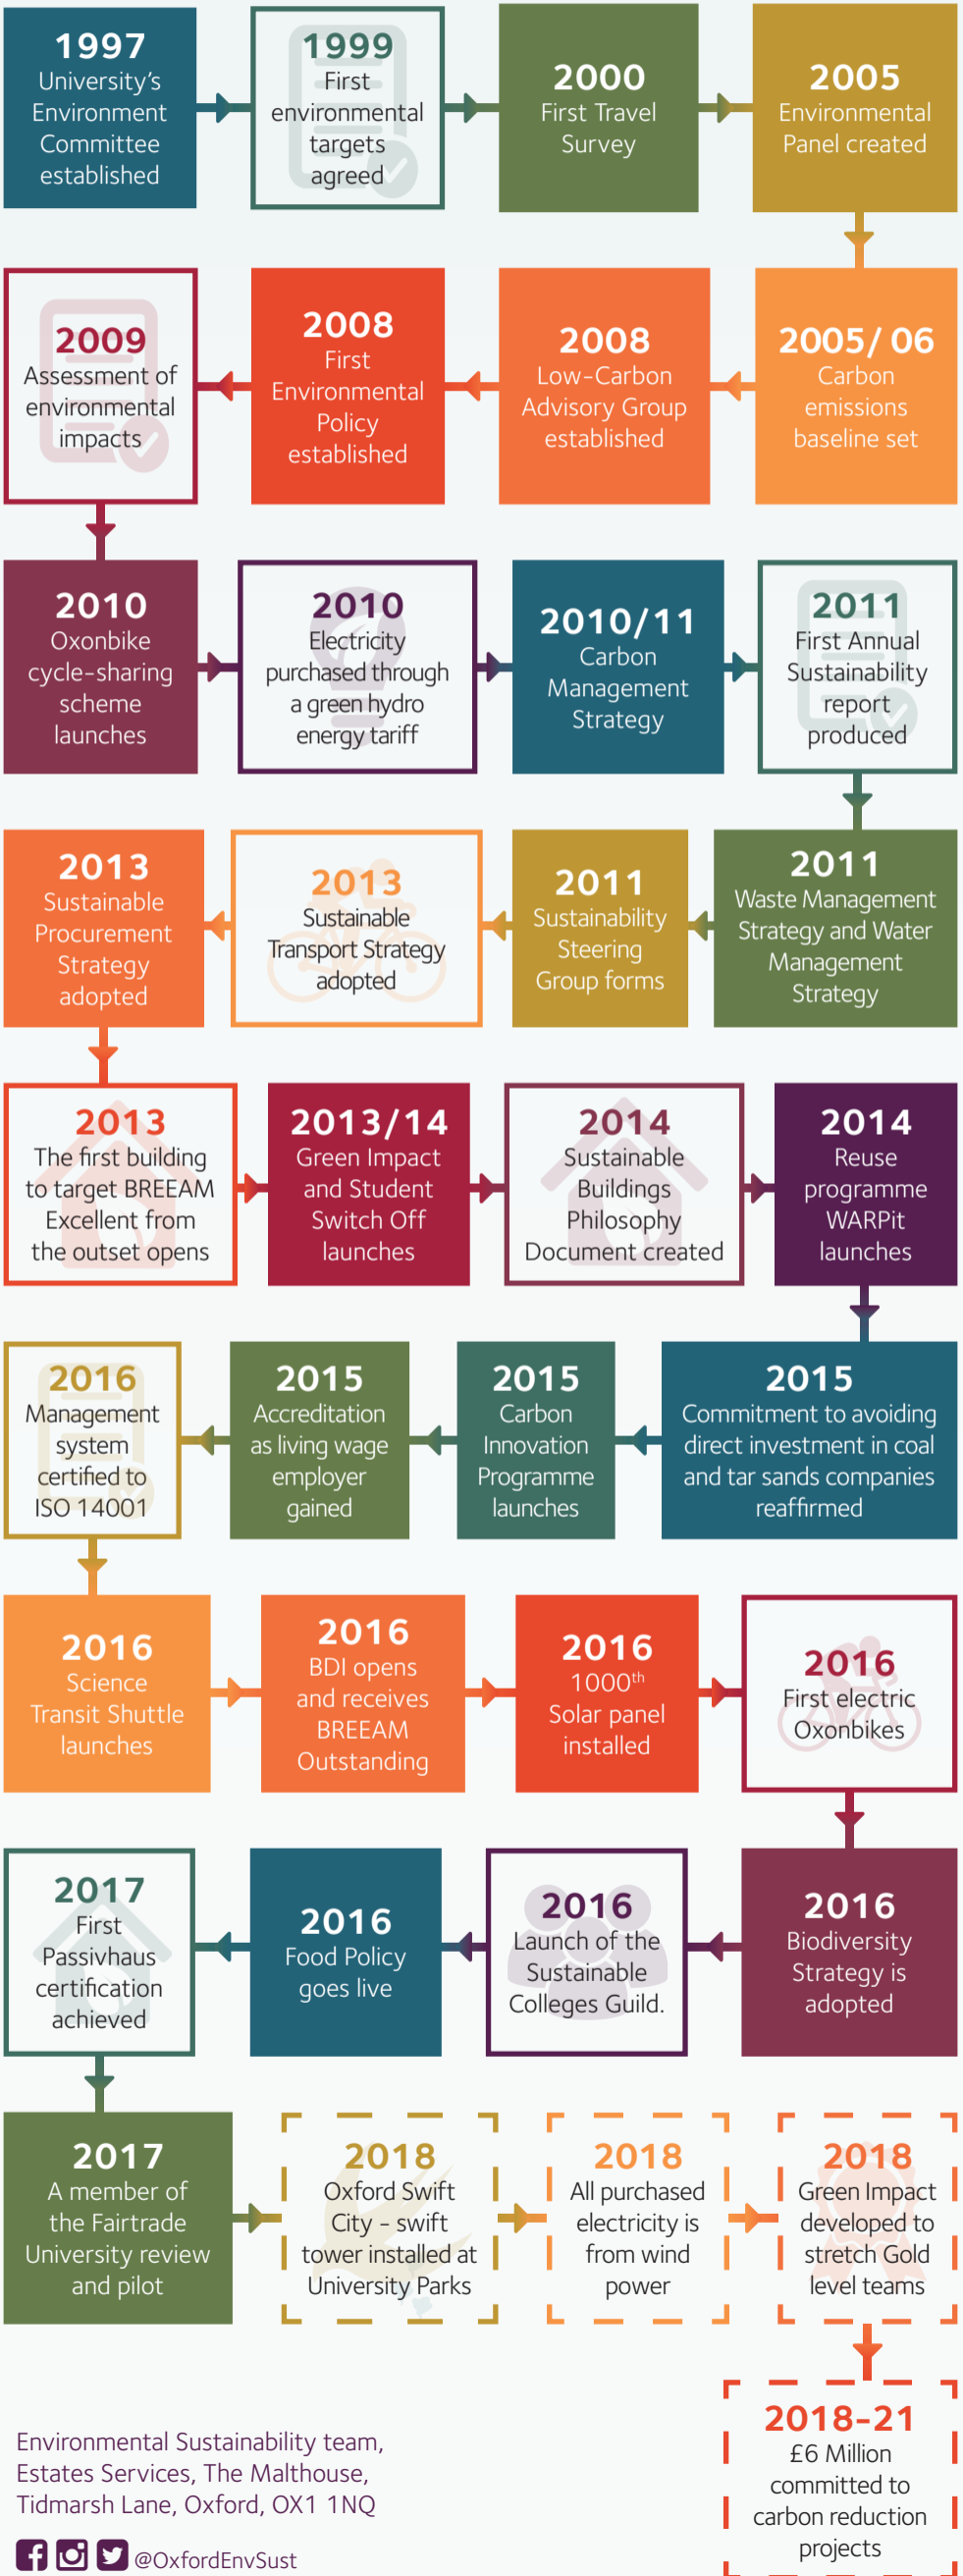 1997
University's
Environment
Committee
established
1999
First
environmental
targets
agreed
2000
First Travel
Survey
2005
Environmental
Panel created
2005/ 06
Carbon
emissions
baseline set
2008
Low-Carbon
Advisory Group
established
2008
First
Environmental
Policy
established
2009
Assessment of
environmental
impacts
2010
Oxonbike
cycle-sharing
scheme
launches
2010
Electricity
purchased through
a green hydro
energy tariff
2010/11
Carbon
Management
Strategy
2011
First Annual
Sustainability
report
produced
2011
Waste Management
Strategy and Water
Management
Strategy
2011
Sustainability
Steering
Group forms
2013
Sustainable
Transport Strategy
adopted
2013
Sustainable
Procurement
Strategy
adopted
2013
The first building
to target BREEAM
Excellent from
the outset opens
2013/14
Green Impact
and Student
Switch Off
launches
2014
Sustainable
Buildings
Philosophy
Document created
2014
Reuse
programme
WARPit
launches
2015
Commitment to avoiding
direct investment in coal
and tar sands companies
reaffirmed
2015
Carbon
Innovation
Programme
launches
2015
Accreditation
as living wage
employer
gained
2016
Management
system
certified to
ISO 14001
2016
Science
Transit Shuttle
launches
2016
BDI opens
and receives
BREEAM
Outstanding
2016
1000th
Solar panel
installed
2016
First electric
Oxonbikes
2016
Biodiversity
Strategy is
adopted
2016
Launch of the
Sustainable
Colleges Guild.
2016
Food Policy
goes live
2017
First
Passivhaus
certification
achieved
2017
A member of
the Fairtrade
University review
and pilot
2018
Oxford Swift
City - swift
tower installed at
University Parks
2018
All purchased
electricity is
from wind
power
2018
Green Impact
developed to
stretch Gold
level teams
2018-21
£6 Million
committed to
carbon reduction
projects
Environmental Sustainability team,
Estates Services, The Malthouse,
Tidmarsh Lane, Oxford, OX1 1NQ
@OxfordEnvSust